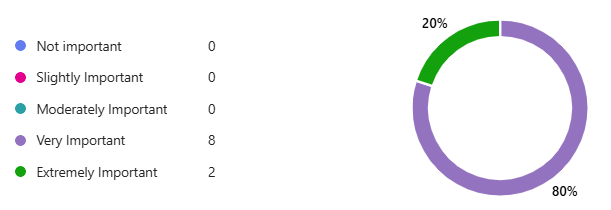 20%
Not important 0
Slightly Important 0
Moderately Important 0
Very Important 8
Extremely Important 2
80%